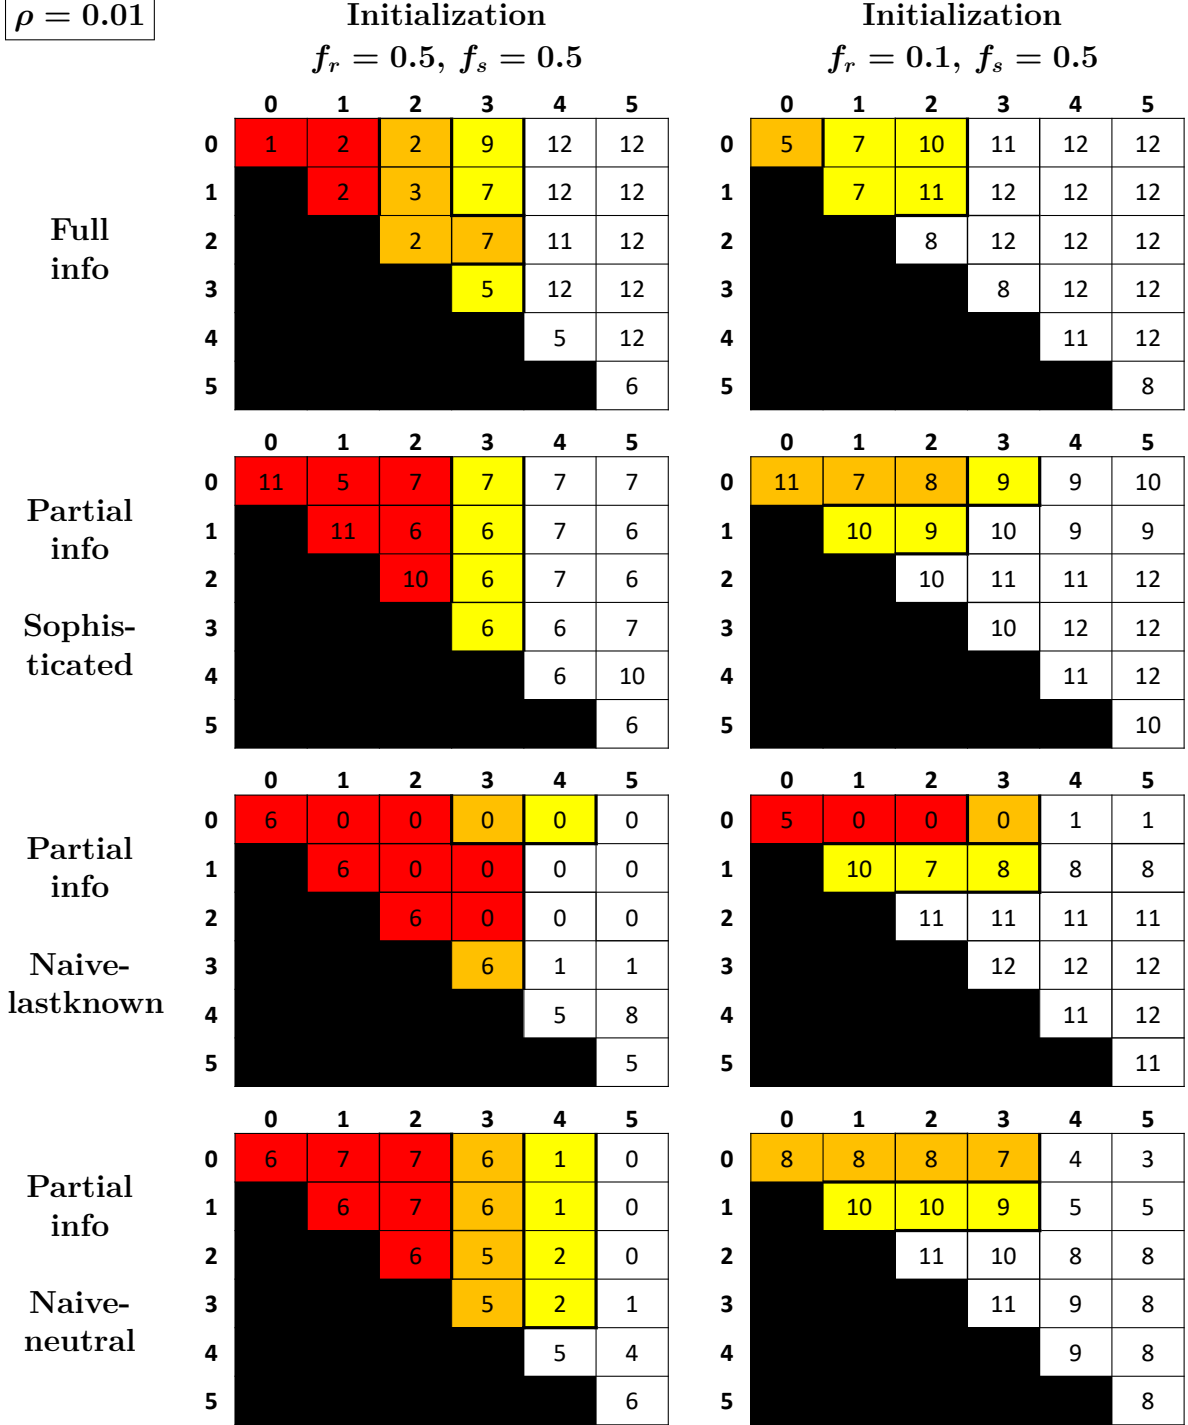 ρ = 0.01
Initialization Initialization
f_r = 0.5, f_s = 0.5 f_r = 0.1, f_s = 0.5
0 1 2 3 4 5 0 1 2 3 4 5
0 1 2 2 9 12 12 0 5 7 10 11 12 12
1 2 3 7 12 12 1 7 11 12 12 12
Full
info
2 2 7 11 12 2 8 12 12 12
3 5 12 12 3 8 12 12
4 5 12 4 11 12
5 6 5 8
0 1 2 3 4 5 0 1 2 3 4 5
0 11 5 7 7 7 7 0 11 7 8 9 9 10
Partial
info
1 11 6 6 7 6 1 10 9 10 9 9
2 10 6 7 6 2 10 11 11 12
Sophis-
ticated
3 6 6 7 3 10 12 12
4 6 10 4 11 12
5 6 5 10
0 1 2 3 4 5 0 1 2 3 4 5
0 6 0 0 0 0 0 0 5 0 0 0 1 1
Partial
info
1 6 0 0 0 0 1 10 7 8 8 8
2 6 0 0 0 2 11 11 11 11
Naive-
lastknown
3 6 1 1 3 12 12 12
4 5 8 4 11 12
5 5 5 11
0 1 2 3 4 5 0 1 2 3 4 5
0 6 7 7 6 1 0 0 8 8 8 7 4 3
Partial
info
1 6 7 6 1 0 1 10 10 9 5 5
2 6 5 2 0 2 11 10 8 8
Naive-
neutral
3 5 2 1 3 11 9 8
4 5 4 4 9 8
5 6 5 8